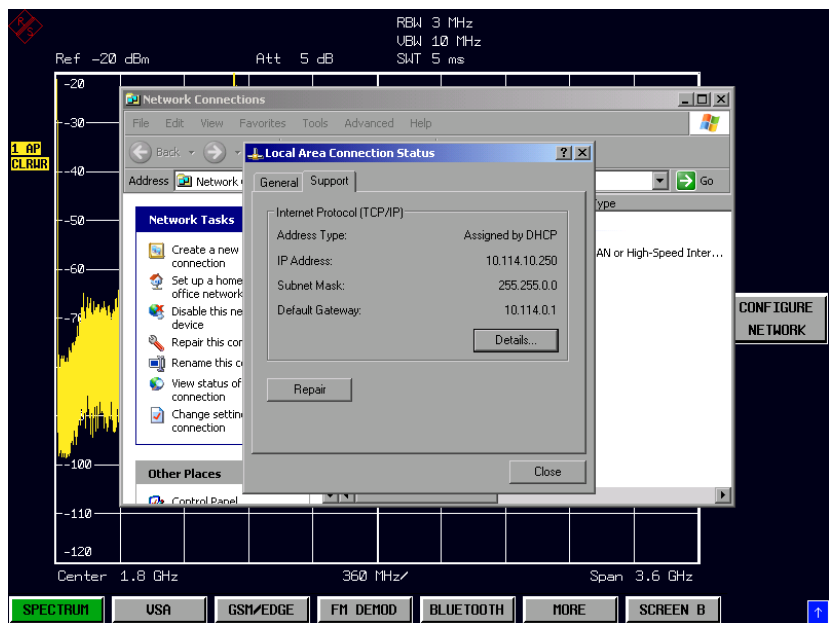 R/S
RBW 3 MHz
VBW 10 MHz
Ref -20 dBm Att 5 dB SWT 5 ms
-20
-30
1 AP
CLRWR
-40
-50
-60
-100
-110
-120
Network Connections
File Edit View Favorites Tools Advanced Help
Back
Address Network Go
Type
AN or High-Speed Inter...
Network Tasks
Create a new
connection
Set up a home
office network
Disable this ne
device
Repair this con
Rename this co
View status of
connection
Change setting
connection
Other Places
Control Panel
Local Area Connection Status
General Support
Internet Protocol (TCP/IP)
Address Type: Assigned by DHCP
IP Address: 10.114.10.250
Subnet Mask: 255.255.0.0
Default Gateway: 10.114.0.1
Details...
Repair
Close
CONFIGURE
NETWORK
Center 1.8 GHz 360 MHz/ Span 3.6 GHz
SPECTRUM VSA GSM/EDGE FM DEMOD BLUETOOTH MORE SCREEN B